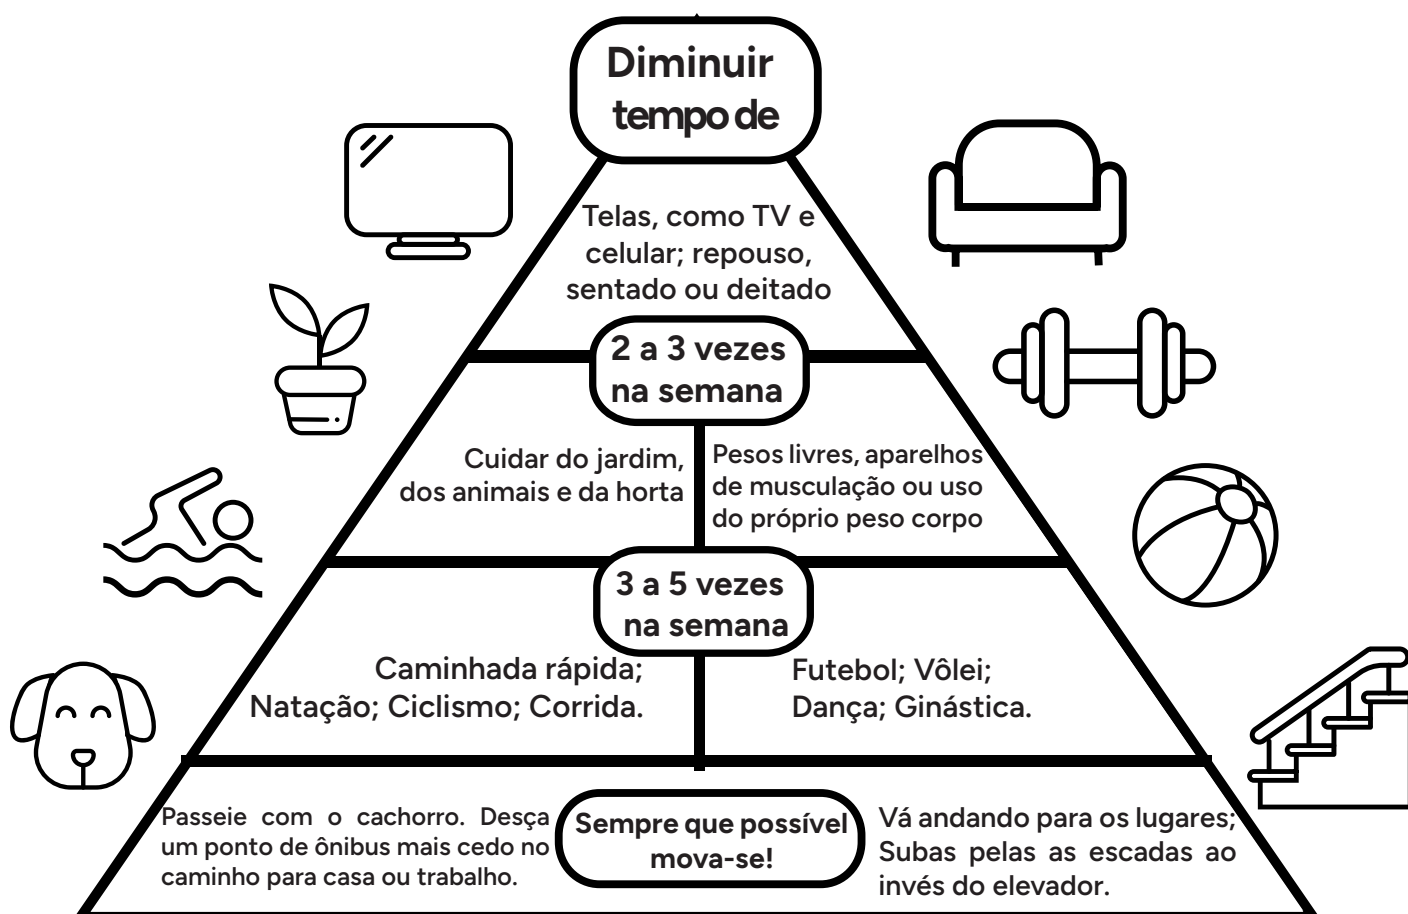 Diminuir
tempo de
Telas, como TV e
celular; repouso,
sentado ou deitado
2 a 3 vezes
na semana
Cuidar do jardim,
dos animais e da horta
Pesos livres, aparelhos
de musculação ou uso
do próprio peso corpo
3 a 5 vezes
na semana
Caminhada rápida;
Natação; Ciclismo; Corrida.
Futebol; Vôlei;
Dança; Ginástica.
Passeie com o cachorro. Desça
um ponto de ônibus mais cedo no
caminho para casa ou trabalho.
Sempre que possível
mova-se!
Vá andando para os lugares;
Subas pelas as escadas ao
invés do elevador.